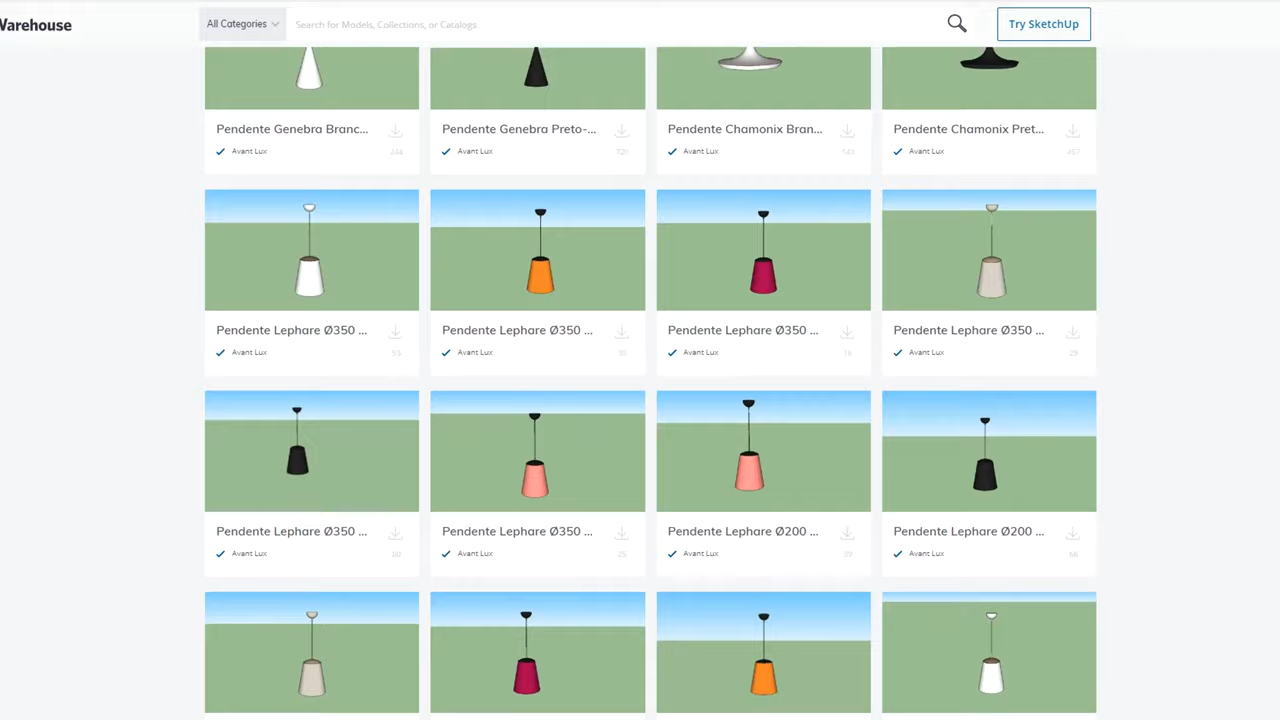 Warehouse
All Categories
Search for Models, Collections, or Catalogs
Try SketchUp
Pendente Genebra Branc...
Avant Lux
Pendente Genebra Preto-...
Avant Lux
Pendente Chamonix Bran...
Avant Lux
Pendente Chamonix Pret...
Avant Lux
457
Pendente Lephare Ø350 ...
Avant Lux
Pendente Lephare Ø350 ...
Avant Lux
Pendente Lephare Ø350 ...
Avant Lux
Pendente Lephare Ø350 ...
Avant Lux
29
Pendente Lephare Ø350 ...
Avant Lux
Pendente Lephare Ø350 ...
Avant Lux
25
Pendente Lephare Ø200 ...
Avant Lux
Pendente Lephare Ø200 ...
Avant Lux